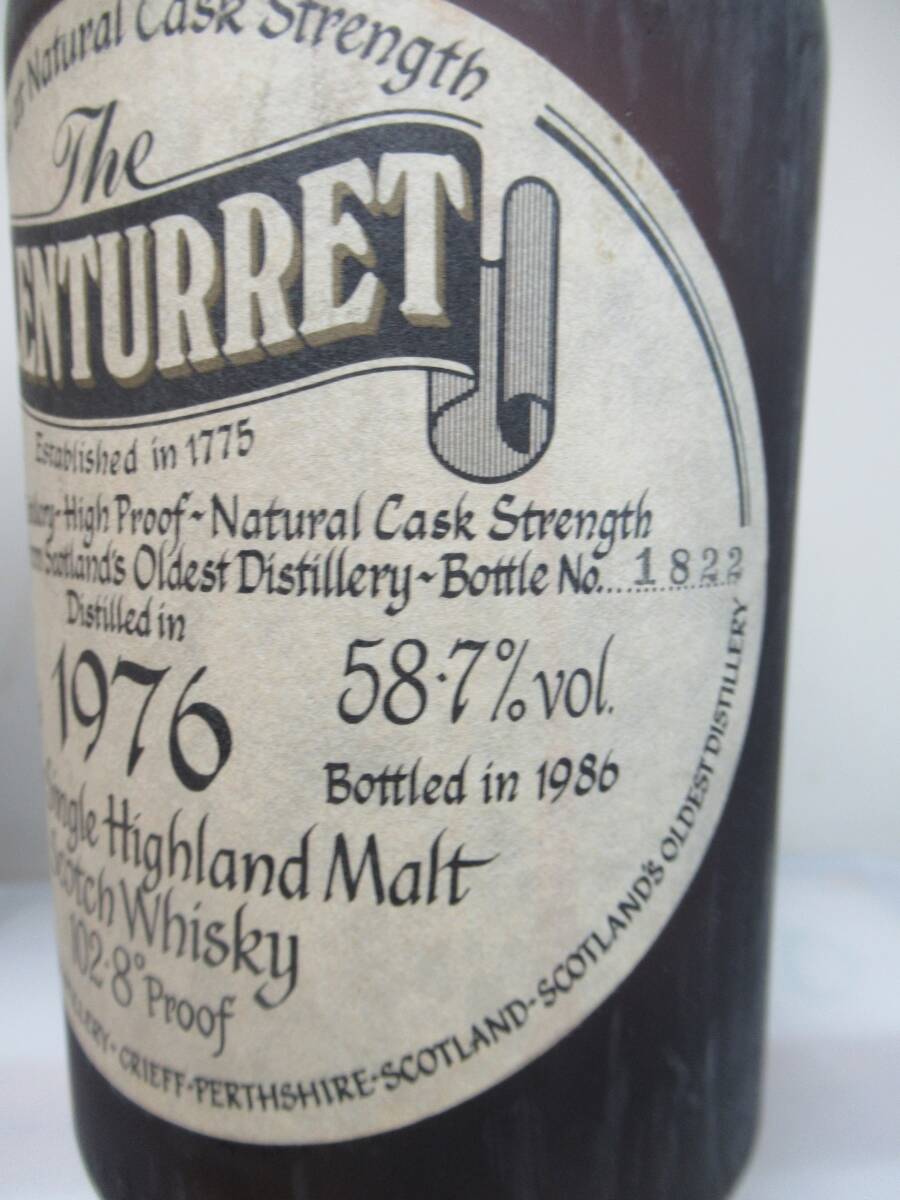 at Natural Cask Strength
The
ENTURRET
Established in 1775
High Proof~Natural Cask Strength
Scotland's Oldest Distillery~Bottle No. 1822
Distilled in
1976
58·7% vol.
Bottled in 1986
Single Highland Malt
Scotch Whisky
102·8° Proof
CRIEFF-PERTHSHIRE-SCOTLAND-SCOTLAND's OLDEST DISTILLERY